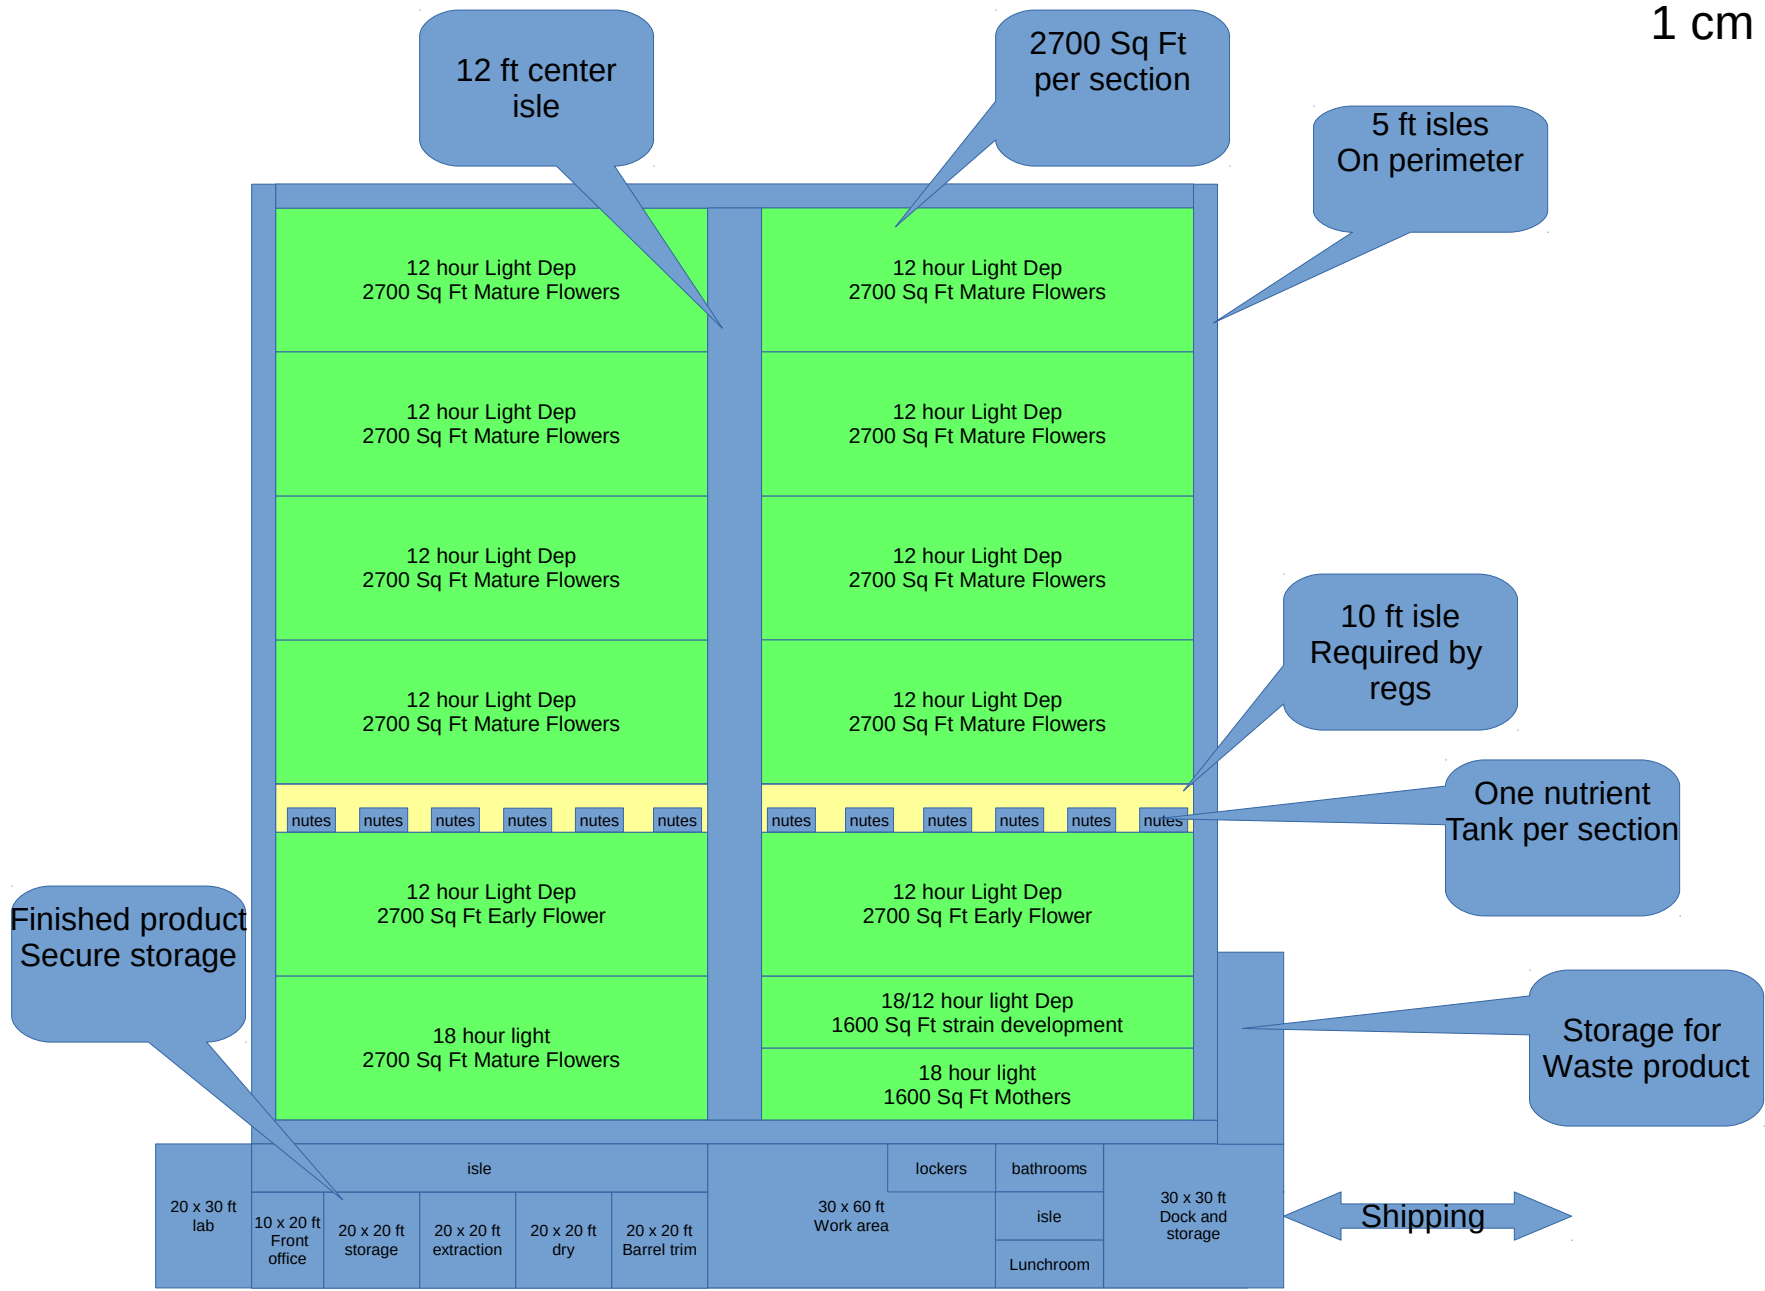 1 cm
12 ft center
isle
2700 Sq Ft
per section
5 ft isles
On perimeter
12 hour Light Dep
2700 Sq Ft Mature Flowers
12 hour Light Dep
2700 Sq Ft Mature Flowers
12 hour Light Dep
2700 Sq Ft Mature Flowers
12 hour Light Dep
2700 Sq Ft Mature Flowers
12 hour Light Dep
2700 Sq Ft Mature Flowers
12 hour Light Dep
2700 Sq Ft Mature Flowers
12 hour Light Dep
2700 Sq Ft Mature Flowers
12 hour Light Dep
2700 Sq Ft Mature Flowers
10 ft isle
Required by
regs
nutes
nutes
nutes
nutes
nutes
nutes
nutes
nutes
nutes
nutes
nutes
nutes
One nutrient
Tank per section
12 hour Light Dep
2700 Sq Ft Early Flower
12 hour Light Dep
2700 Sq Ft Early Flower
Finished product
Secure storage
18 hour light
2700 Sq Ft Mature Flowers
18/12 hour light Dep
1600 Sq Ft strain development
18 hour light
1600 Sq Ft Mothers
Storage for
Waste product
20 x 30 ft
lab
isle
10 x 20 ft
Front
office
20 x 20 ft
storage
20 x 20 ft
extraction
20 x 20 ft
dry
20 x 20 ft
Barrel trim
30 x 60 ft
Work area
lockers
bathrooms
isle
Lunchroom
30 x 30 ft
Dock and
storage
Shipping